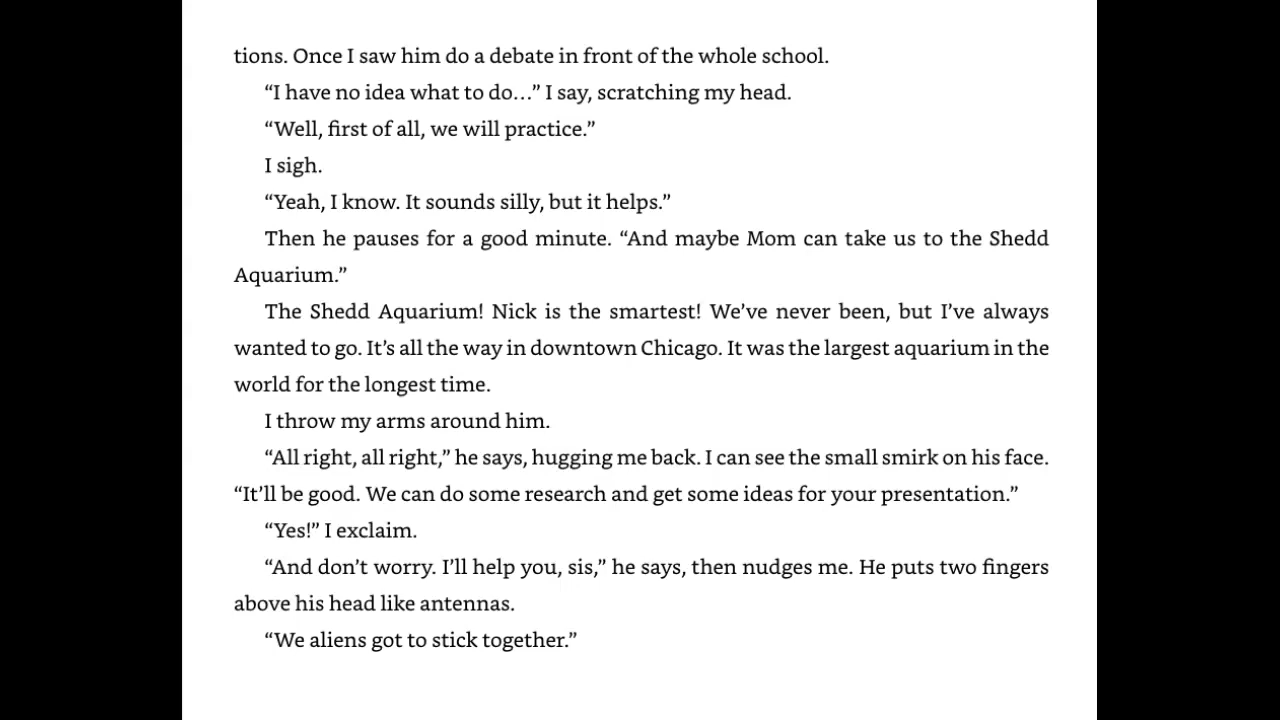 tions. Once I saw him do a debate in front of the whole school.
“I have no idea what to do…” I say, scratching my head.
“Well, first of all, we will practice.”
I sigh.
“Yeah, I know. It sounds silly, but it helps.”
Then he pauses for a good minute. “And maybe Mom can take us to the Shedd
Aquarium.”
The Shedd Aquarium! Nick is the smartest! We’ve never been, but I’ve always
wanted to go. It’s all the way in downtown Chicago. It was the largest aquarium in the
world for the longest time.
I throw my arms around him.
“All right, all right,” he says, hugging me back. I can see the small smirk on his face.
“It’ll be good. We can do some research and get some ideas for your presentation.”
“Yes!” I exclaim.
“And don’t worry. I’ll help you, sis,” he says, then nudges me. He puts two fingers
above his head like antennas.
“We aliens got to stick together.”